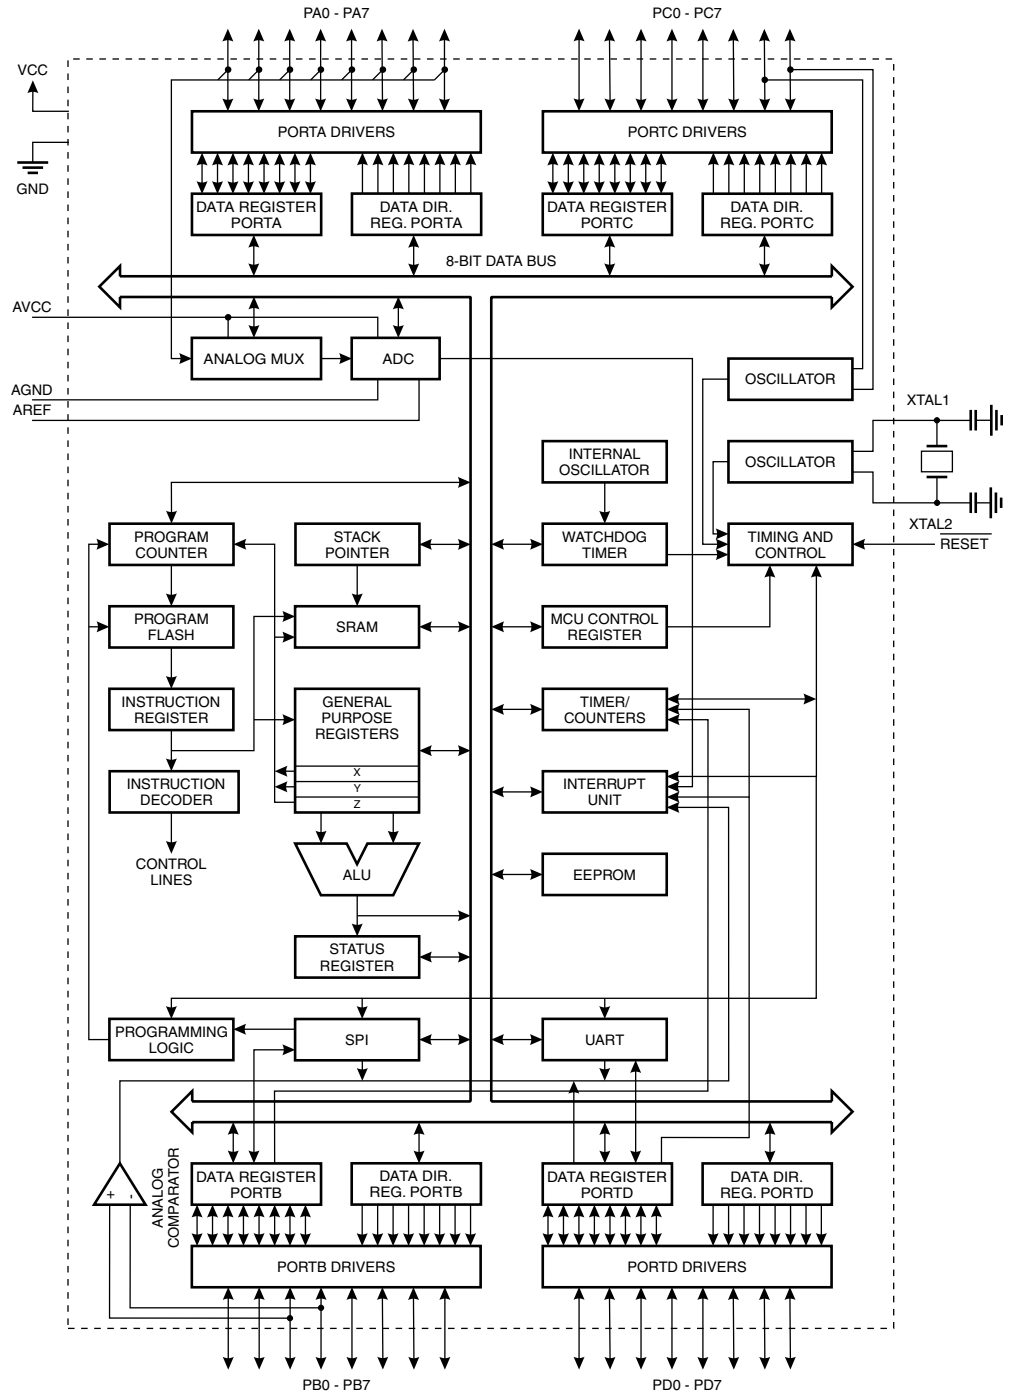 PA0 - PA7
PC0 - PC7
VCC
GND
PORTA DRIVERS
PORTC DRIVERS
DATA REGISTER
PORTA
DATA DIR.
REG. PORTA
DATA REGISTER
PORTC
DATA DIR.
REG. PORTC
8-BIT DATA BUS
AVCC
ANALOG MUX
ADC
OSCILLATOR
AGND
AREF
XTAL1
INTERNAL
OSCILLATOR
OSCILLATOR
XTAL2
RESET
PROGRAM
COUNTER
STACK
POINTER
WATCHDOG
TIMER
TIMING AND
CONTROL
PROGRAM
FLASH
SRAM
MCU CONTROL
REGISTER
INSTRUCTION
REGISTER
GENERAL
PURPOSE
REGISTERS
X
Y
Z
TIMER/
COUNTERS
INSTRUCTION
DECODER
INTERRUPT
UNIT
CONTROL
LINES
ALU
EEPROM
STATUS
REGISTER
PROGRAMMING
LOGIC
SPI
UART
+
-
ANALOG
COMPARATOR
DATA REGISTER
PORTB
DATA DIR.
REG. PORTB
DATA REGISTER
PORTD
DATA DIR.
REG. PORTD
PORTB DRIVERS
PORTD DRIVERS
PB0 - PB7
PD0 - PD7